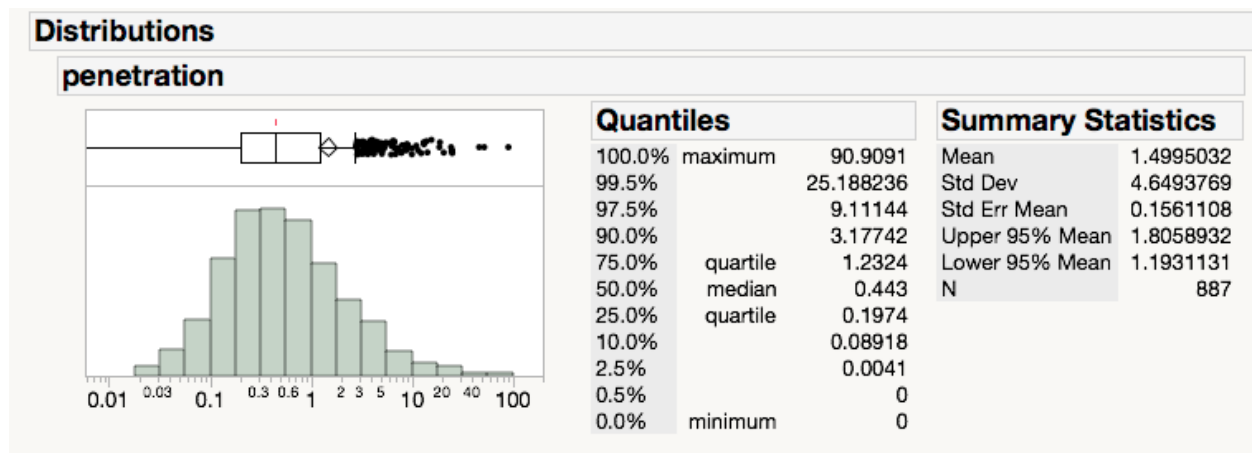 Distributions
penetration
Quantiles
100.0% maximum 90.9091
99.5% 25.188236
97.5% 9.11144
90.0% 3.17742
75.0% quartile 1.2324
50.0% median 0.443
25.0% quartile 0.1974
10.0% 0.08918
2.5% 0.0041
0.5% 0
0.0% minimum 0
Summary Statistics
Mean 1.4995032
Std Dev 4.6493769
Std Err Mean 0.1561108
Upper 95% Mean 1.8058932
Lower 95% Mean 1.1931131
N 887
0.01 0.03 0.1 0.3 0.6 1 2 3 5 10 20 40 100